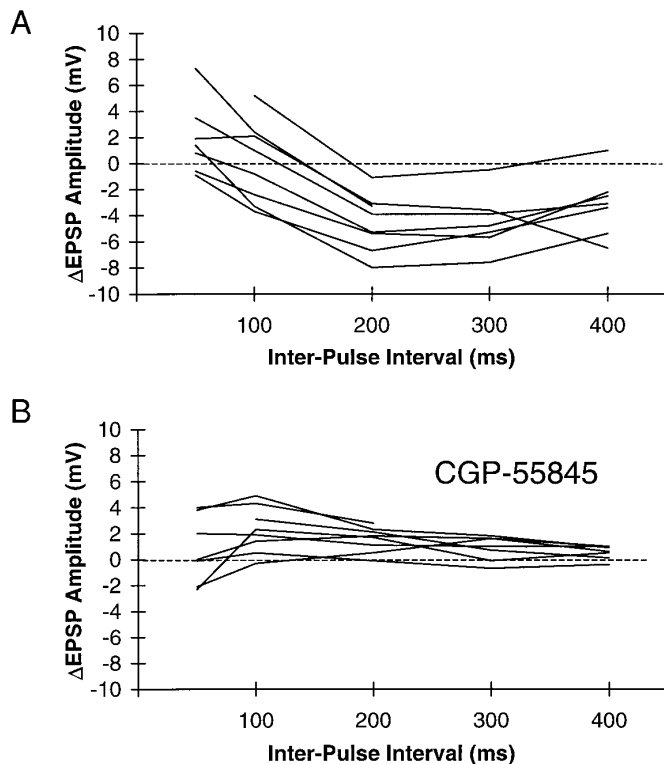 A
ΔEPSP Amplitude (mV)
10
8
6
4
2
0
-2
-4
-6
-8
-10
100 200 300 400
Inter-Pulse Interval (ms)
B
ΔEPSP Amplitude (mV)
CGP-55845
10
8
6
4
2
0
-2
-4
-6
-8
-10
100 200 300 400
Inter-Pulse Interval (ms)